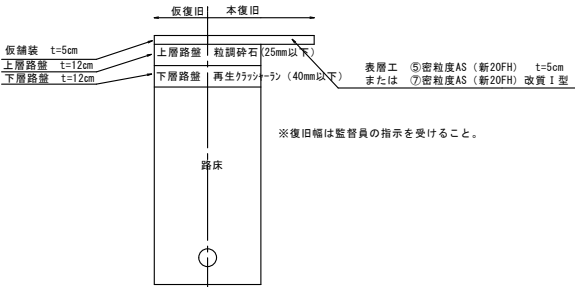 仮復旧 本復旧
仮舗装 t=5cm
上層路盤 t=12cm
下層路盤 t=12cm
上層路盤 粒調砕石(25mm以下)
下層路盤 再生クラッシャーラン(40mm以下)
表層工 ⑤密粒度AS(新20FH) t=5cm
または ⑦密粒度AS(新20FH)改質Ⅰ型
※復旧幅は監督員の指示を受けること。
路床